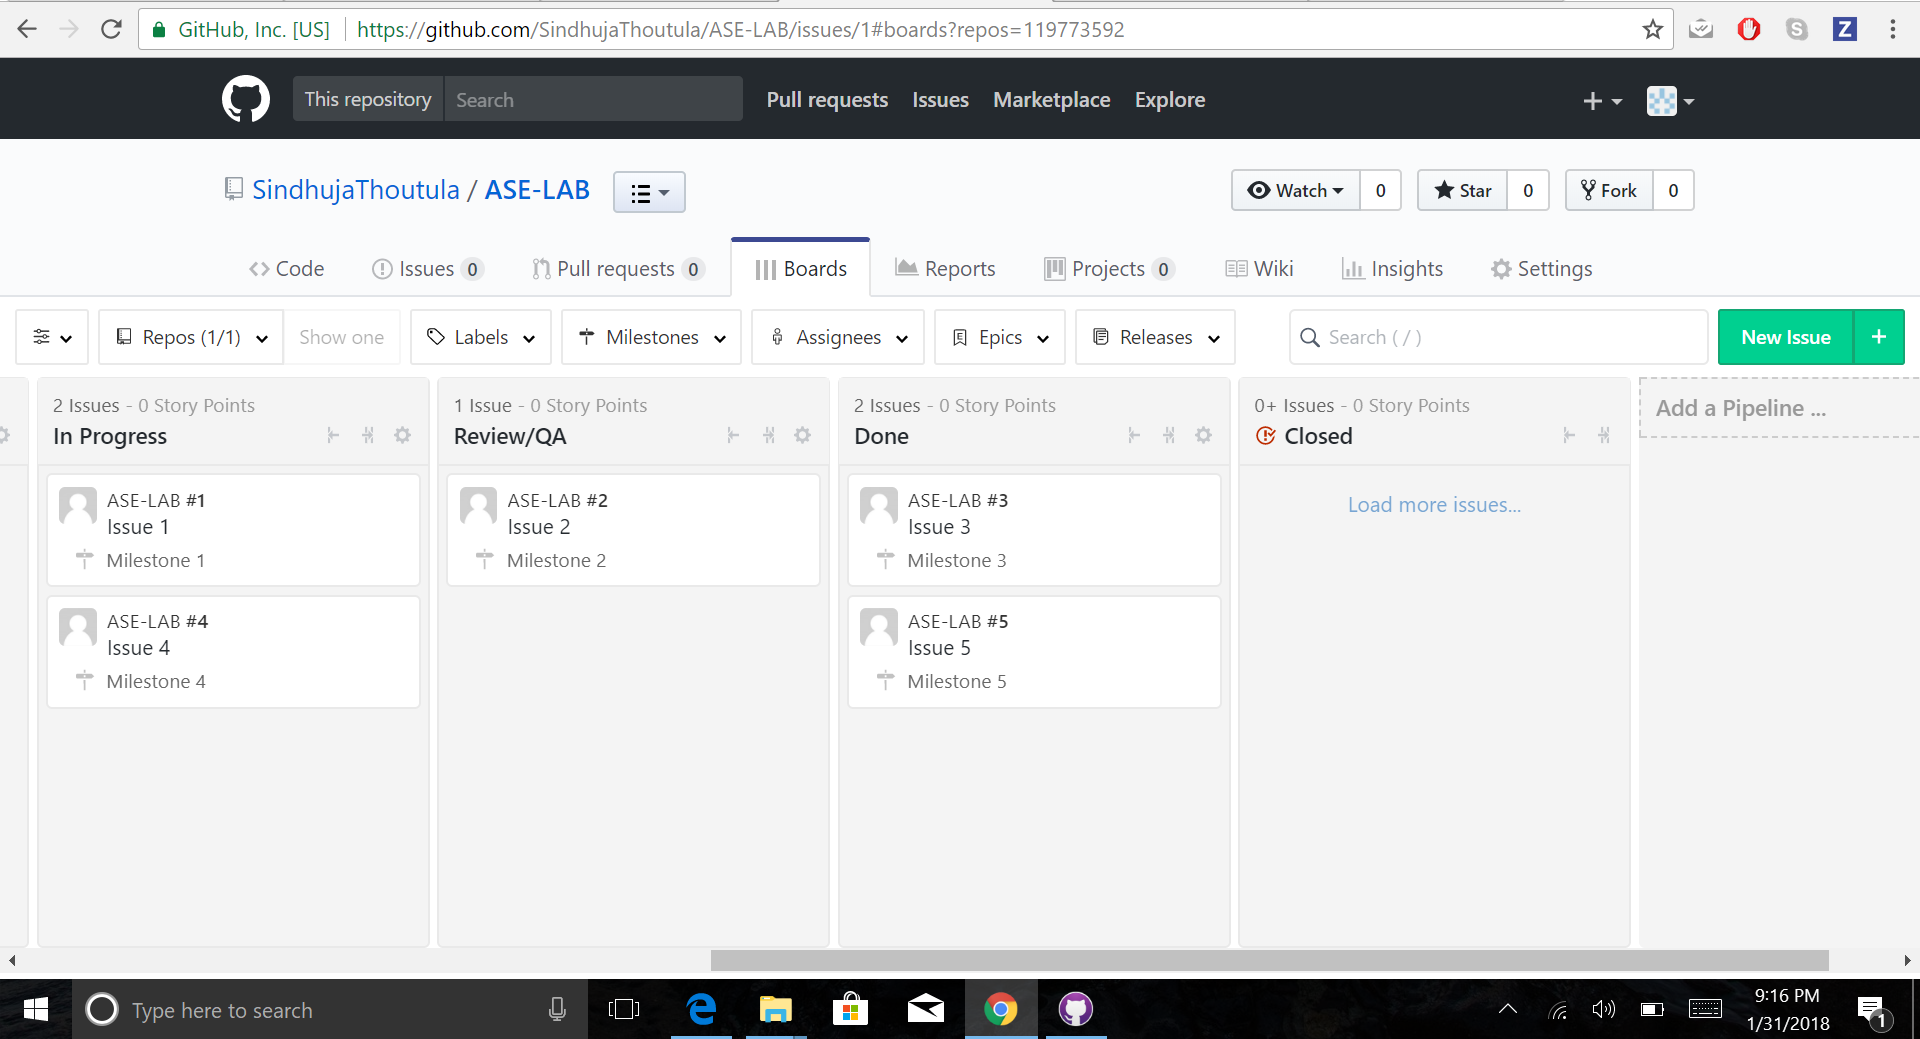 GitHub, Inc. [US] https://github.com/SindhujaThoutula/ASE-LAB/issues/1#boards?repos=119773592
This repository Search Pull requests Issues Marketplace Explore
SindhujaThoutula / ASE-LAB Watch 0 Star 0 Fork 0
Code Issues 0 Pull requests 0 Boards Reports Projects 0 Wiki Insights Settings
Repos (1/1) Show one Labels Milestones Assignees Epics Releases Search ( / ) New Issue +
2 Issues - 0 Story Points
In Progress
ASE-LAB #1
Issue 1
Milestone 1
ASE-LAB #4
Issue 4
Milestone 4
1 Issue - 0 Story Points
Review/QA
ASE-LAB #2
Issue 2
Milestone 2
2 Issues - 0 Story Points
Done
ASE-LAB #3
Issue 3
Milestone 3
ASE-LAB #5
Issue 5
Milestone 5
0+ Issues - 0 Story Points
Closed
Load more issues...
Add a Pipeline ...
Type here to search
9:16 PM
1/31/2018
1